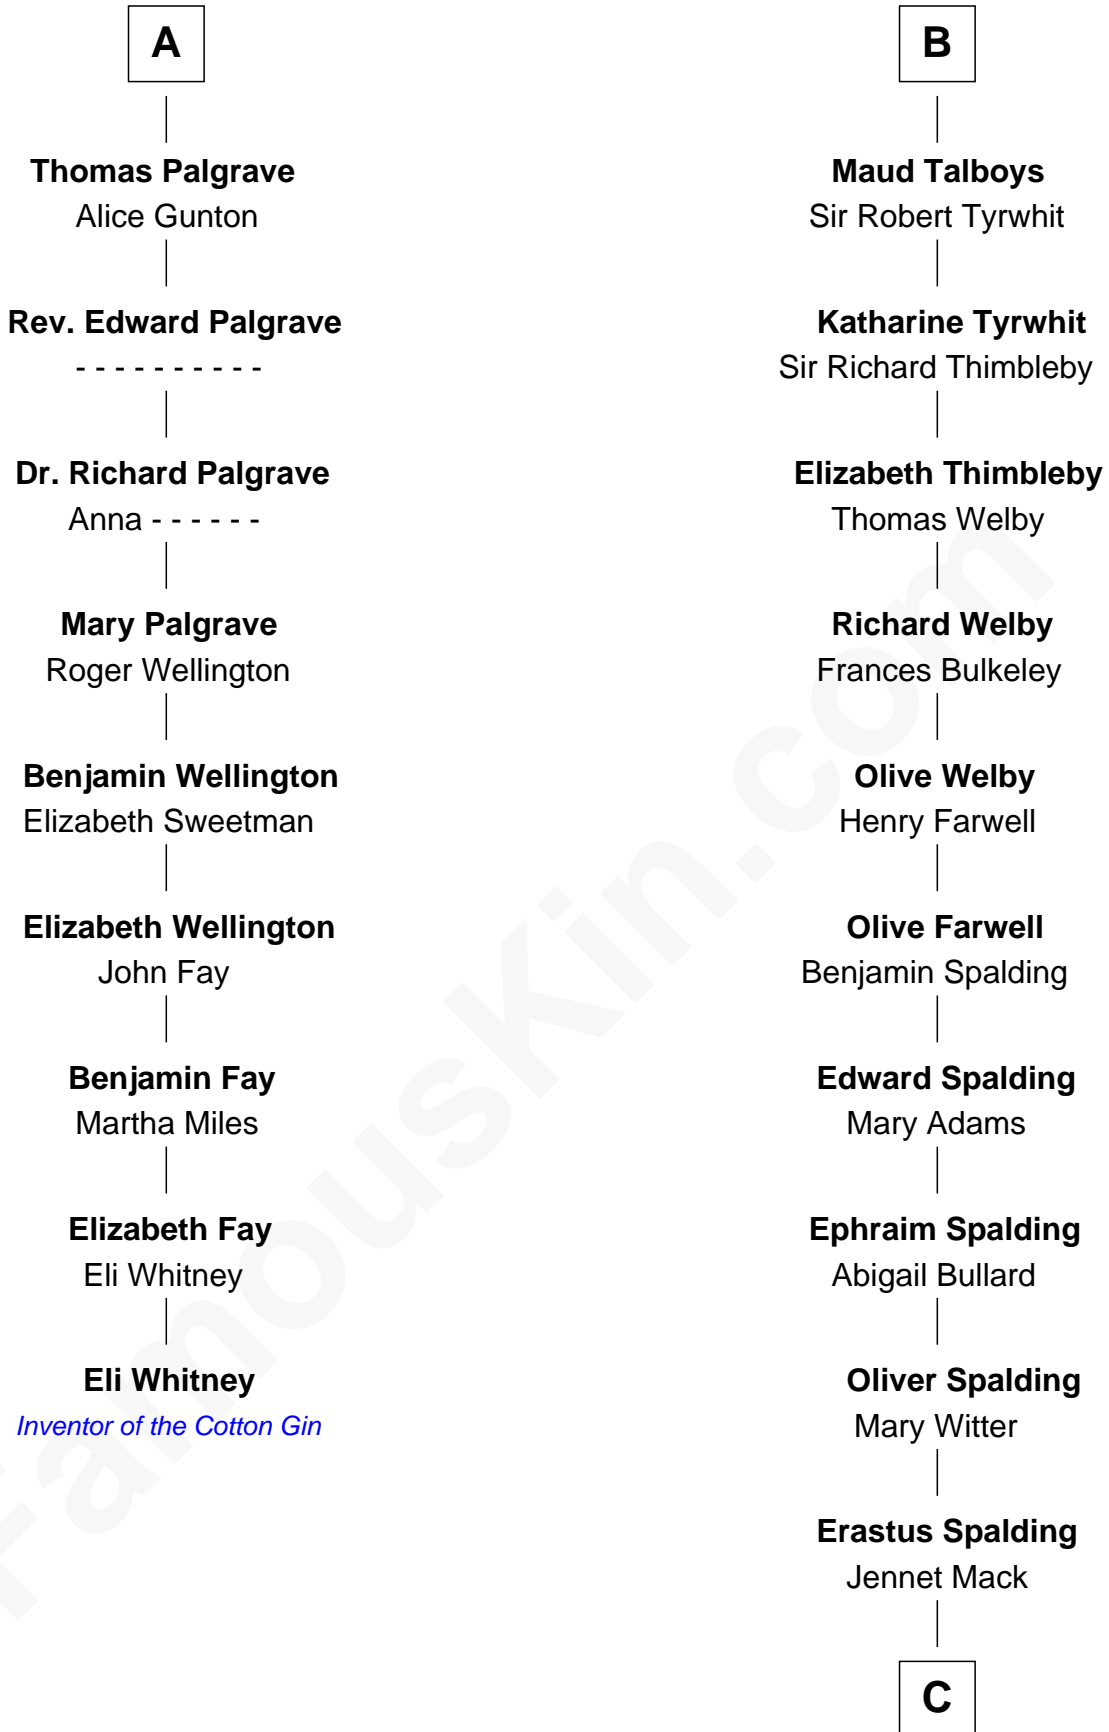 A
Thomas Palgrave
Alice Gunton
Rev. Edward Palgrave
- - - - - - - - - -
Dr. Richard Palgrave
Anna - - - - - -
Mary Palgrave
Roger Wellington
Benjamin Wellington
Elizabeth Sweetman
Elizabeth Wellington
John Fay
Benjamin Fay
Martha Miles
Elizabeth Fay
Eli Whitney
Eli Whitney
Inventor of the Cotton Gin
B
Maud Talboys
Sir Robert Tyrwhit
Katharine Tyrwhit
Sir Richard Thimbleby
Elizabeth Thimbleby
Thomas Welby
Richard Welby
Frances Bulkeley
Olive Welby
Henry Farwell
Olive Farwell
Benjamin Spalding
Edward Spalding
Mary Adams
Ephraim Spalding
Abigail Bullard
Oliver Spalding
Mary Witter
Erastus Spalding
Jennet Mack
C
FamousKin.com